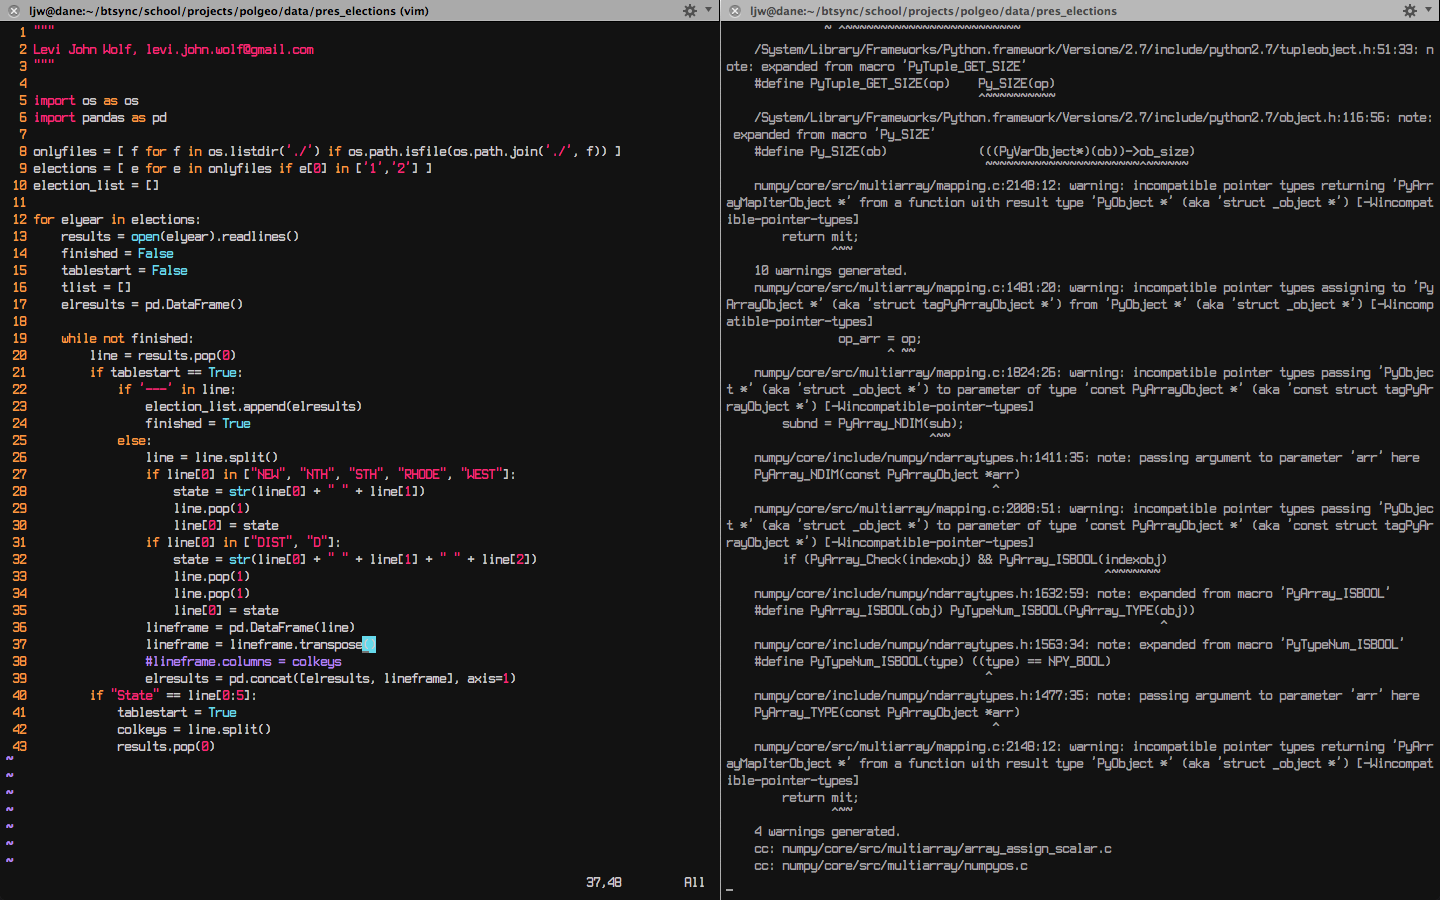 ljw@dane:~/btsync/school/projects/polgeo/data/pres_elections (vim)
1 """
2 Levi John Wolf, levi.john.wolf@gmail.com
3 """
4
5 import os as os
6 import pandas as pd
7
8 onlyfiles = [ f for f in os.listdir('./') if os.path.isfile(os.path.join('./', f)) ]
9 elections = [ e for e in onlyfiles if e[0] in ['1','2'] ]
10 election_list = []
11
12 for elyear in elections:
13     results = open(elyear).readlines()
14     finished = False
15     tablestart = False
16     tlist = []
17     elresults = pd.DataFrame()
18
19     while not finished:
20         line = results.pop(0)
21         if tablestart == True:
22             if '---' in line:
23                 election_list.append(elresults)
24                 finished = True
25             else:
26                 line = line.split()
27                 if line[0] in ["NEW", "NTH", "STH", "RHODE", "WEST"]:
28                     state = str(line[0] + " " + line[1])
29                     line.pop(1)
30                     line[0] = state
31                 if line[0] in ["DIST", "D"]:
32                     state = str(line[0] + " " + line[1] + " " + line[2])
33                     line.pop(1)
34                     line.pop(1)
35                     line[0] = state
36                 lineframe = pd.DataFrame(line)
37                 lineframe = lineframe.transpose()
38                 #lineframe.columns = colkeys
39                 elresults = pd.concat([elresults, lineframe], axis=1)
40         if "State" == line[0:5]:
41             tablestart = True
42             colkeys = line.split()
43             results.pop(0)
~
~
~
~
~
~
~
37,48 All
ljw@dane:~/btsync/school/projects/polgeo/data/pres_elections
~ ^~~~~~~~~~~~~~~~~~~~~~~~~~
/System/Library/Frameworks/Python.framework/Versions/2.7/include/python2.7/tupleobject.h:51:33: n
ote: expanded from macro 'PyTuple_GET_SIZE'
#define PyTuple_GET_SIZE(op)    Py_SIZE(op)
^~~~~~~~~~~
/System/Library/Frameworks/Python.framework/Versions/2.7/include/python2.7/object.h:116:56: note:
expanded from macro 'Py_SIZE'
#define Py_SIZE(ob)             (((PyVarObject*)(ob))->ob_size)
~~~~~~~~~~~~~~~~~~~~~~^~~~~~~
numpy/core/src/multiarray/mapping.c:2148:12: warning: incompatible pointer types returning 'PyArr
ayMapIterObject *' from a function with result type 'PyObject *' (aka 'struct _object *') [-Wincompat
ible-pointer-types]
return mit;
^~~
10 warnings generated.
numpy/core/src/multiarray/mapping.c:1481:20: warning: incompatible pointer types assigning to 'Py
ArrayObject *' (aka 'struct tagPyArrayObject *') from 'PyObject *' (aka 'struct _object *') [-Wincomp
atible-pointer-types]
op_arr = op;
^ ~~
numpy/core/src/multiarray/mapping.c:1824:26: warning: incompatible pointer types passing 'PyObjec
t *' (aka 'struct _object *') to parameter of type 'const PyArrayObject *' (aka 'const struct tagPyA
rrayObject *') [-Wincompatible-pointer-types]
subnd = PyArray_NDIM(sub);
^~~
numpy/core/include/numpy/ndarraytypes.h:1411:35: note: passing argument to parameter 'arr' here
PyArray_NDIM(const PyArrayObject *arr)
^
numpy/core/src/multiarray/mapping.c:2008:51: warning: incompatible pointer types passing 'PyObjec
t *' (aka 'struct _object *') to parameter of type 'const PyArrayObject *' (aka 'const struct tagPyA
rrayObject *') [-Wincompatible-pointer-types]
if (PyArray_Check(indexobj) && PyArray_ISBOOL(indexobj)
^~~~~~~~
numpy/core/include/numpy/ndarraytypes.h:1632:59: note: expanded from macro 'PyArray_ISBOOL'
#define PyArray_ISBOOL(obj) PyTypeNum_ISBOOL(PyArray_TYPE(obj))
^
numpy/core/include/numpy/ndarraytypes.h:1563:34: note: expanded from macro 'PyTypeNum_ISBOOL'
#define PyTypeNum_ISBOOL(type) ((type) == NPY_BOOL)
^
numpy/core/include/numpy/ndarraytypes.h:1477:35: note: passing argument to parameter 'arr' here
PyArray_TYPE(const PyArrayObject *arr)
^
numpy/core/src/multiarray/mapping.c:2148:12: warning: incompatible pointer types returning 'PyArr
ayMapIterObject *' from a function with result type 'PyObject *' (aka 'struct _object *') [-Wincompat
ible-pointer-types]
return mit;
^~~
4 warnings generated.
cc: numpy/core/src/multiarray/array_assign_scalar.c
cc: numpy/core/src/multiarray/numpyos.c